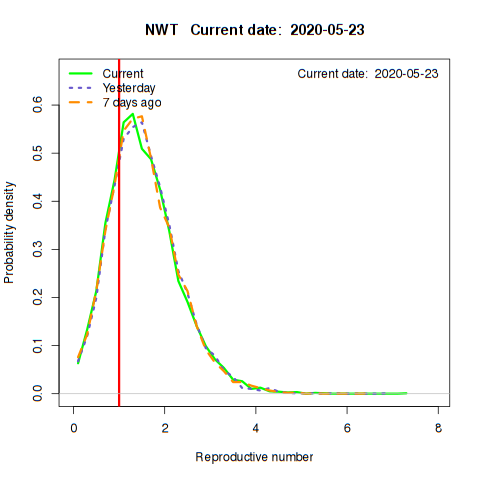 NWT Current date: 2020-05-23
Current date: 2020-05-23
Current
Yesterday
7 days ago
Probability density
0.6
0.5
0.4
0.3
0.2
0.1
0.0
0 2 4 6 8
Reproductive number